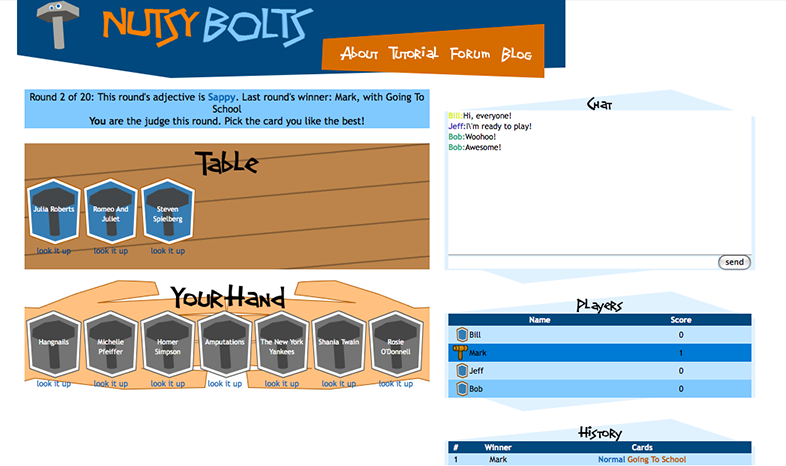 NUTSY BOLTS
About Tutorial Forum Blog
Round 2 of 20: This round's adjective is Sappy. Last round's winner: Mark, with Going To
School
You are the judge this round. Pick the card you like the best!
Table
Julia Roberts
Romeo And
Juliet
Steven
Spielberg
look it up look it up look it up
Your Hand
Hangnails
Michelle
Pfeiffer
Homer
Simpson
Amputations
The New York
Yankees
Shania Twain
Rosie
O'Donnell
look it up look it up look it up look it up look it up look it up look it up
Chat
Bill:Hi, everyone!
Jeff:I\'m ready to play!
Bob:Woohoo!
Bob:Awesome!
send
Players
Name Score
Bill 0
Mark 1
Jeff 0
Bob 0
History
# Winner Cards
1 Mark Normal Going To School